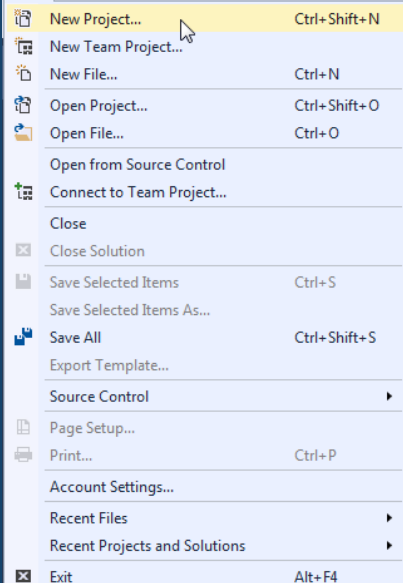 New Project... Ctrl+Shift+N
New Team Project...
New File... Ctrl+N
Open Project... Ctrl+Shift+O
Open File... Ctrl+O
Open from Source Control
Connect to Team Project...
Close
Close Solution
Save Selected Items Ctrl+S
Save Selected Items As...
Save All Ctrl+Shift+S
Export Template...
Source Control
Page Setup...
Print... Ctrl+P
Account Settings...
Recent Files
Recent Projects and Solutions
Exit Alt+F4